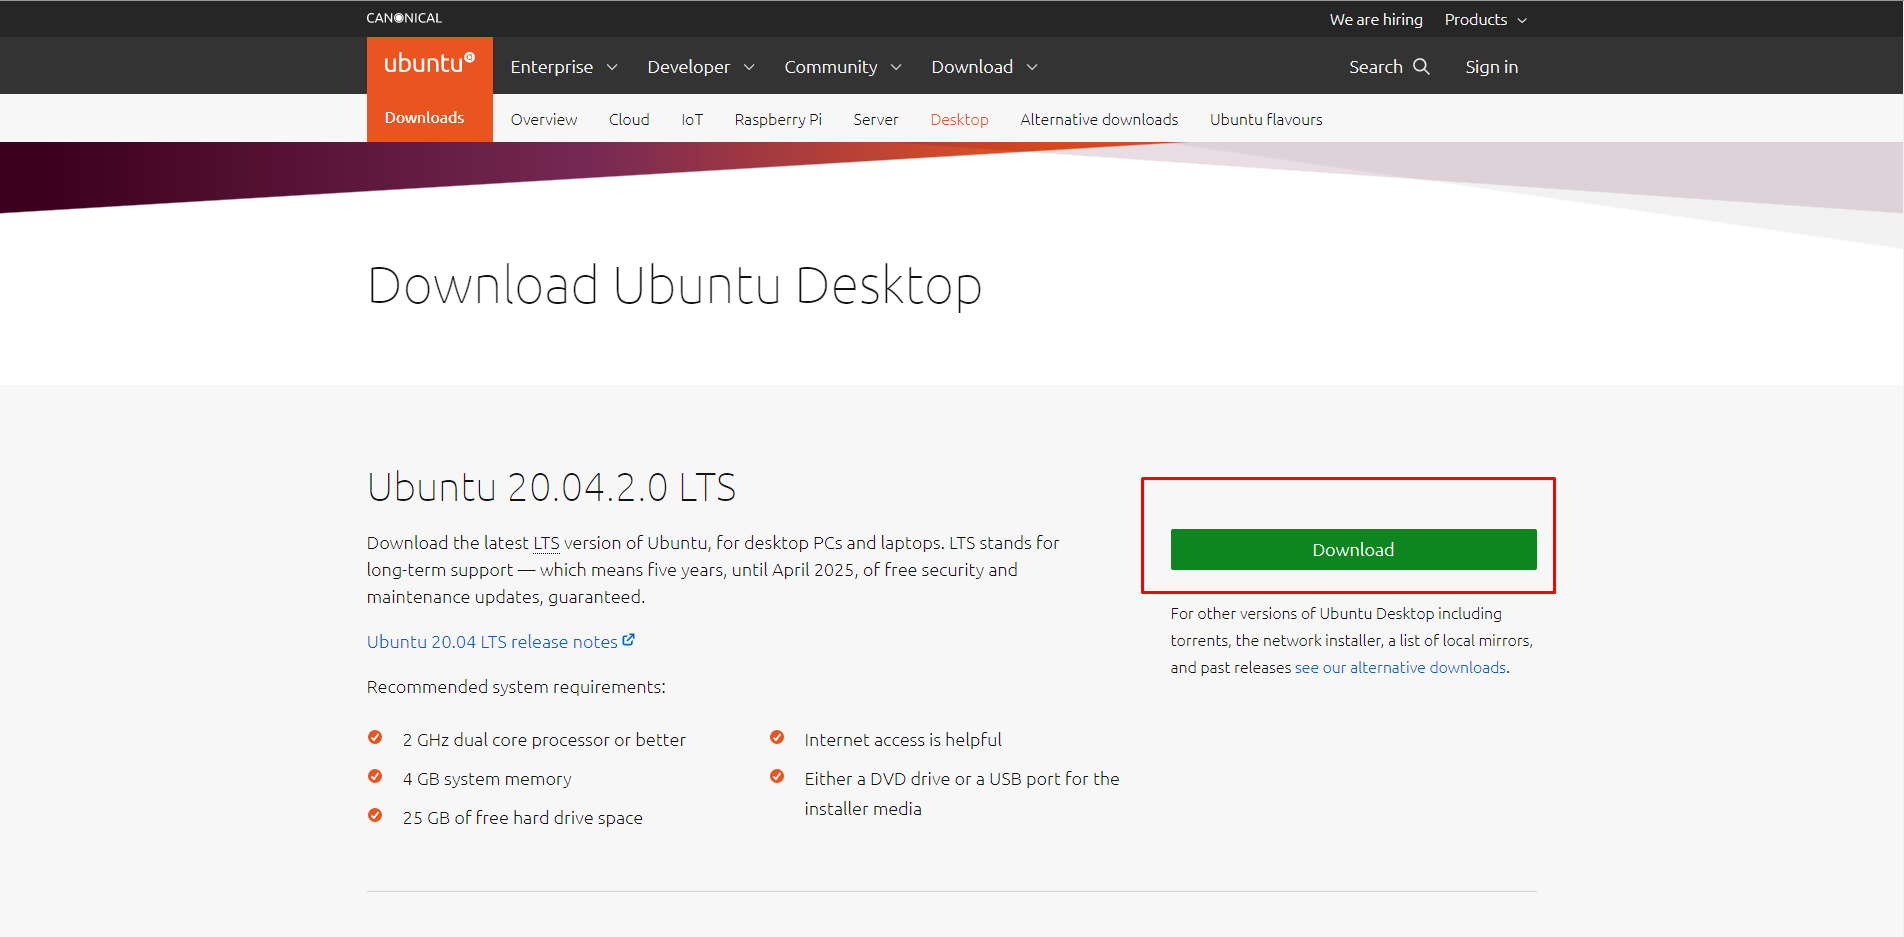 CANONICAL
We are hiring Products
ubuntu
Enterprise Developer Community Download Search Sign in
Downloads Overview Cloud IoT Raspberry Pi Server Desktop Alternative downloads Ubuntu flavours
Download Ubuntu Desktop
Ubuntu 20.04.2.0 LTS
Download the latest LTS version of Ubuntu, for desktop PCs and laptops. LTS stands for
long-term support — which means five years, until April 2025, of free security and
maintenance updates, guaranteed.
Ubuntu 20.04 LTS release notes
Recommended system requirements:
2 GHz dual core processor or better
4 GB system memory
25 GB of free hard drive space
Internet access is helpful
Either a DVD drive or a USB port for the
installer media
Download
For other versions of Ubuntu Desktop including
torrents, the network installer, a list of local mirrors,
and past releases see our alternative downloads.